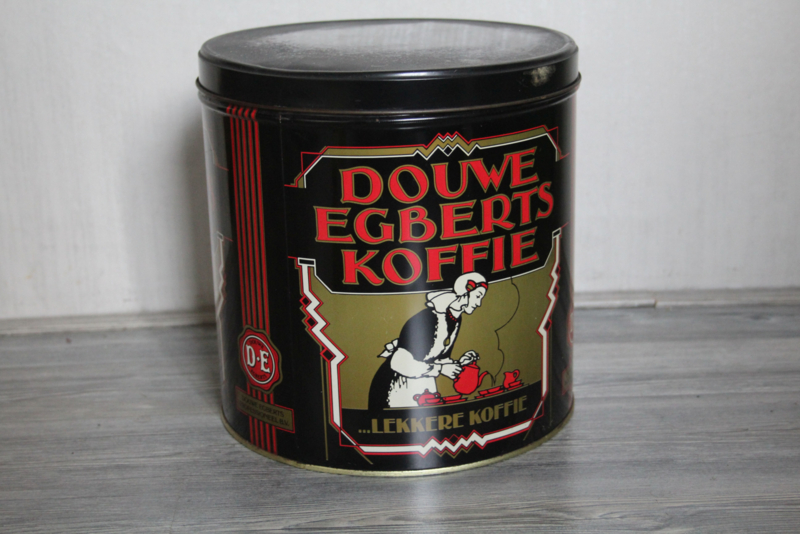 DOUWE
EGBERTS
KOFFIE
...LEKKERE KOFFIE
D·E